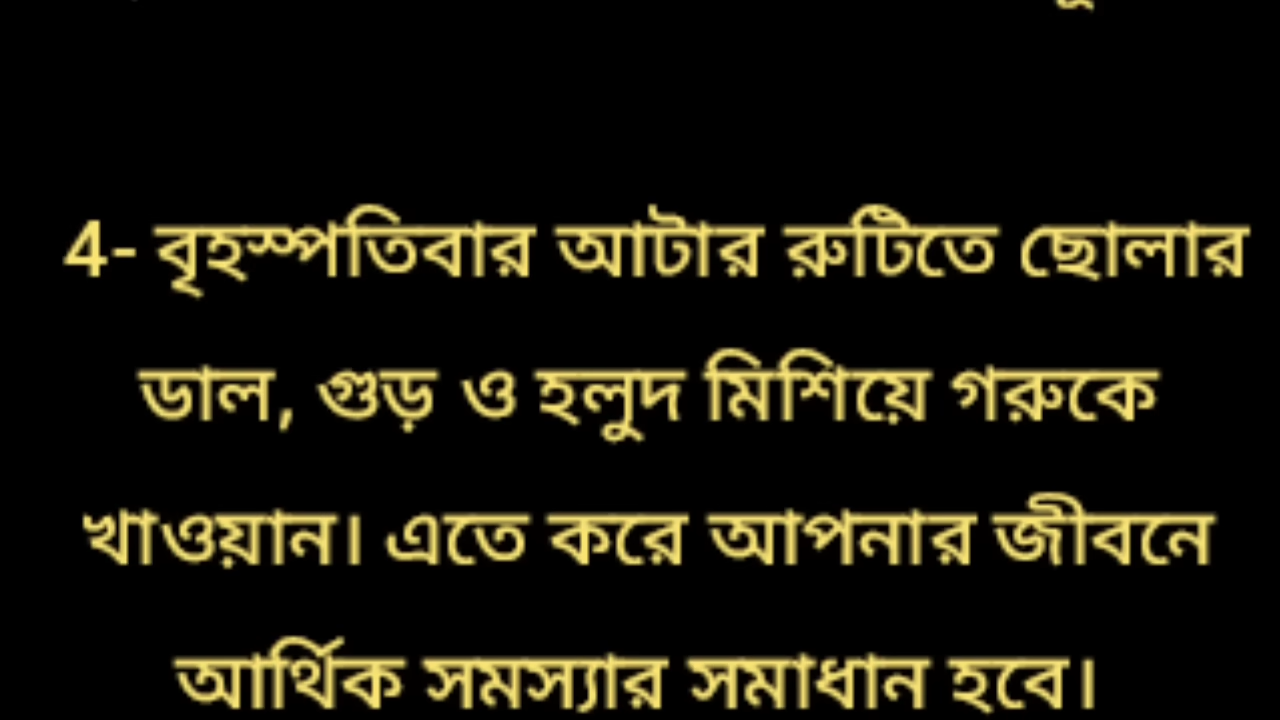 4- বৃহস্পতিবার আটার রুটিতে ছোলার
ডাল, গুড় ও হলুদ মিশিয়ে গরুকে
খাওয়ান। এতে করে আপনার জীবনে
আর্থিক সমস্যার সমাধান হবে।